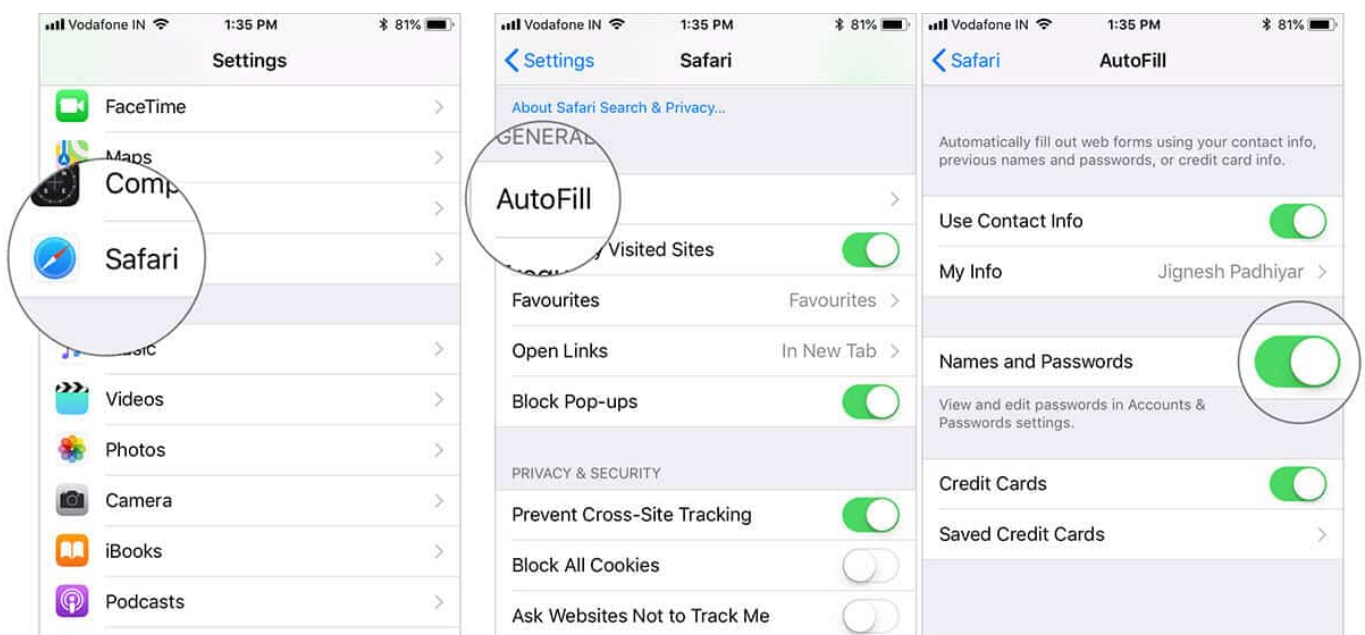 Vodafone IN 1:35 PM 81%
Settings
FaceTime
Maps
Comp
Safari
Music
Videos
Photos
Camera
iBooks
Podcasts
Vodafone IN 1:35 PM 81%
Settings Safari
About Safari Search & Privacy...
GENERAL
AutoFill
Visited Sites
Favourites Favourites
Open Links In New Tab
Block Pop-ups
PRIVACY & SECURITY
Prevent Cross-Site Tracking
Block All Cookies
Ask Websites Not to Track Me
Vodafone IN 1:35 PM 81%
Safari AutoFill
Automatically fill out web forms using your contact info,
previous names and passwords, or credit card info.
Use Contact Info
My Info Jignesh Padhiyar
Names and Passwords
View and edit passwords in Accounts &
Passwords settings.
Credit Cards
Saved Credit Cards